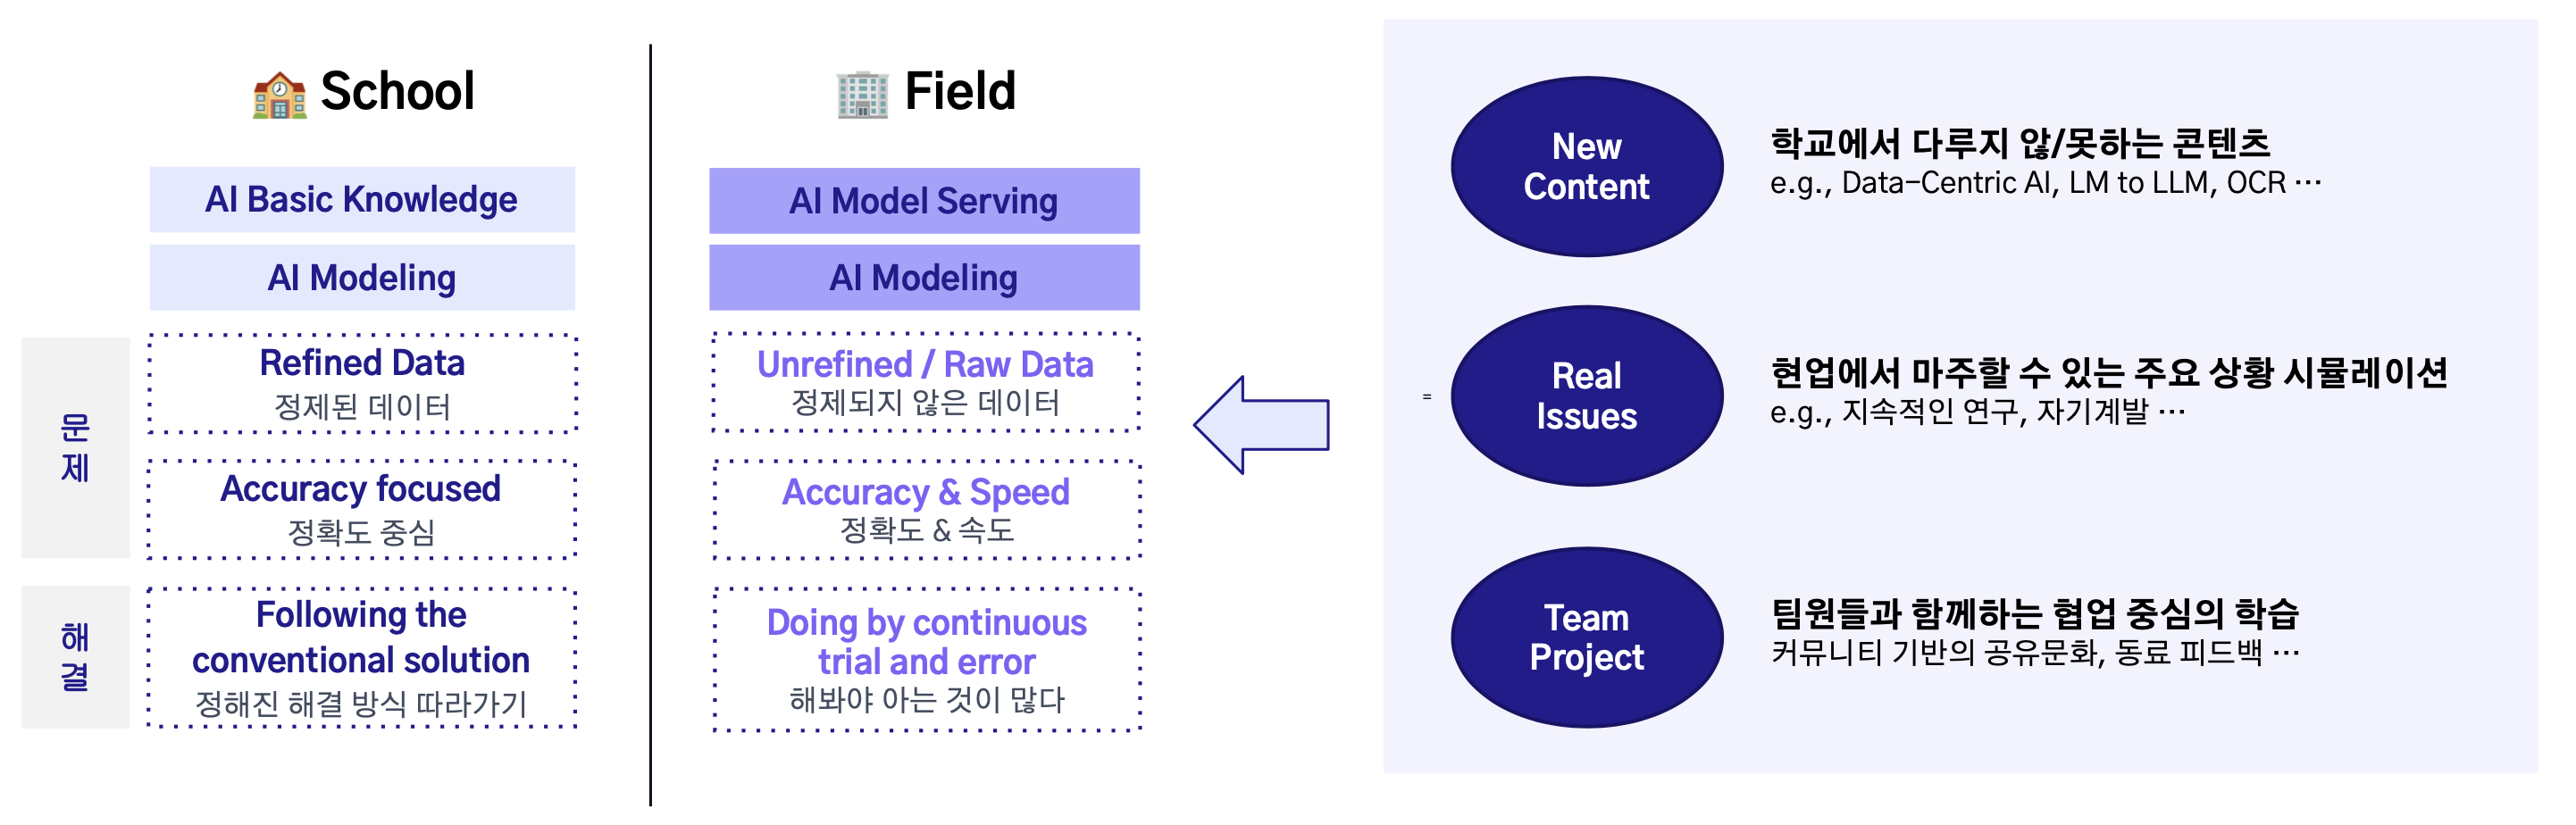 School
AI Basic Knowledge
AI Modeling
문
제
Refined Data
정제된 데이터
Accuracy focused
정확도 중심
해
결
Following the
conventional solution
정해진 해결 방식 따라가기
Field
AI Model Serving
AI Modeling
Unrefined / Raw Data
정제되지 않은 데이터
Accuracy & Speed
정확도 & 속도
Doing by continuous
trial and error
해봐야 아는 것이 많다
=
New
Content
학교에서 다루지 않/못하는 콘텐츠
e.g., Data-Centric AI, LM to LLM, OCR ···
Real
Issues
현업에서 마주할 수 있는 주요 상황 시뮬레이션
e.g., 지속적인 연구, 자기계발 ···
Team
Project
팀원들과 함께하는 협업 중심의 학습
커뮤니티 기반의 공유문화, 동료 피드백 ···